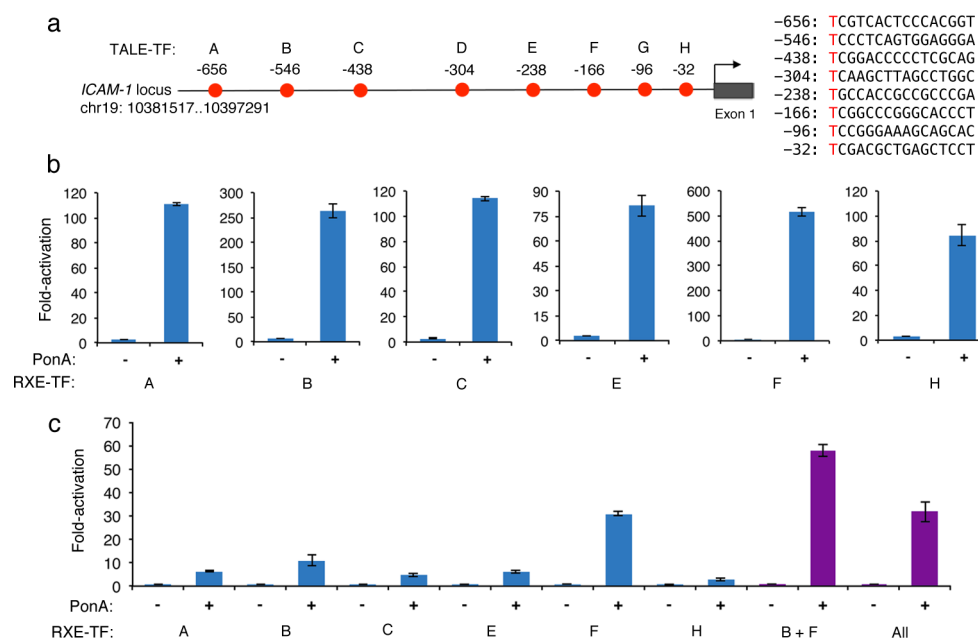 a
TALE-TF: A B C D E F G H
-656 -546 -438 -304 -238 -166 -96 -32
ICAM-1 locus
chr19: 10381517..10397291
Exon 1
−656: TCGTCACTCCCACGGT
−546: TCCCTCAGTGGAGGGA
−438: TCGGACCCCCTCGCAG
−304: TCAAGCTTAGCCTGGC
−238: TGCCACCGCCGCCCGA
−166: TCGGCCCGGGCACCCT
−96: TCCGGGAAAGCAGCAC
−32: TCGACGCTGAGCTCCT
b
Fold-activation
120
100
80
60
40
20
0
300
250
200
150
100
50
0
120
100
80
60
40
20
0
90
75
60
45
30
15
0
600
500
400
300
200
100
0
120
100
80
60
40
20
0
PonA: - + - + - + - + - + - +
RXE-TF: A B C E F H
c
Fold-activation
70
60
50
40
30
20
10
0
PonA: - + - + - + - + - + - + - + - +
RXE-TF: A B C E F H B + F All